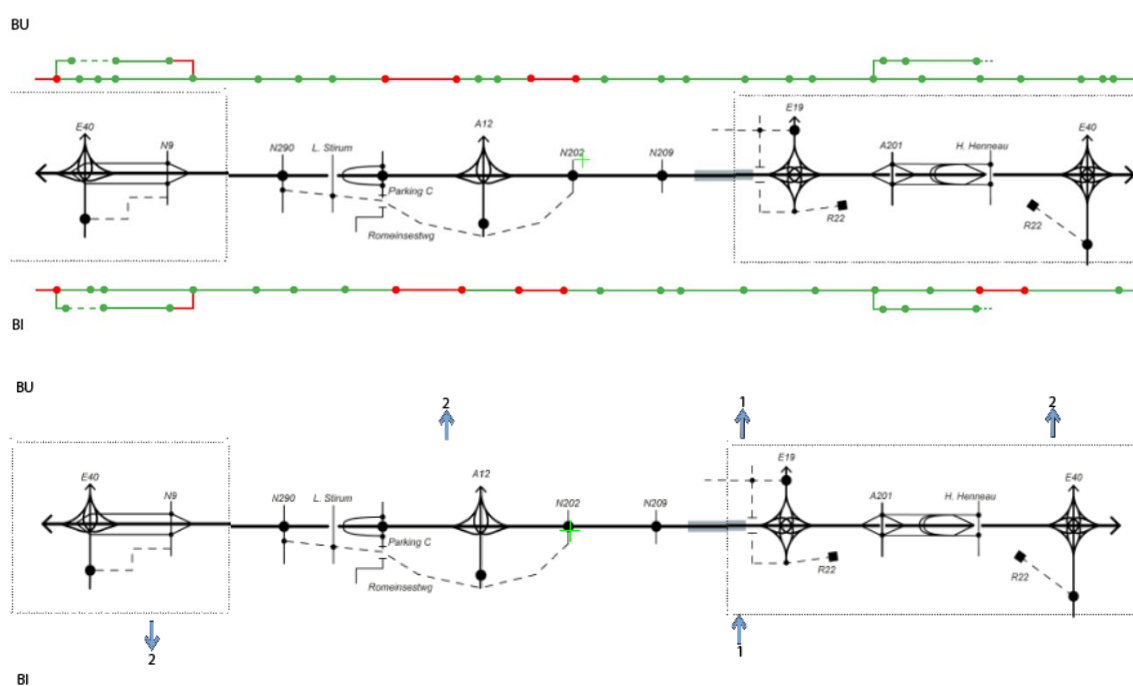 BU
E19
E40
N9
A12
N290
L. Stirum
N202
N209
A201
H. Henneau
E40
Parking C
R22
R22
Romeinsestwg
BI
BU
2
1
2
E40
N9
A12
N290
L. Stirum
N202
N209
E19
A201
H. Henneau
E40
Parking C
R22
R22
Romeinsestwg
2
1
BI